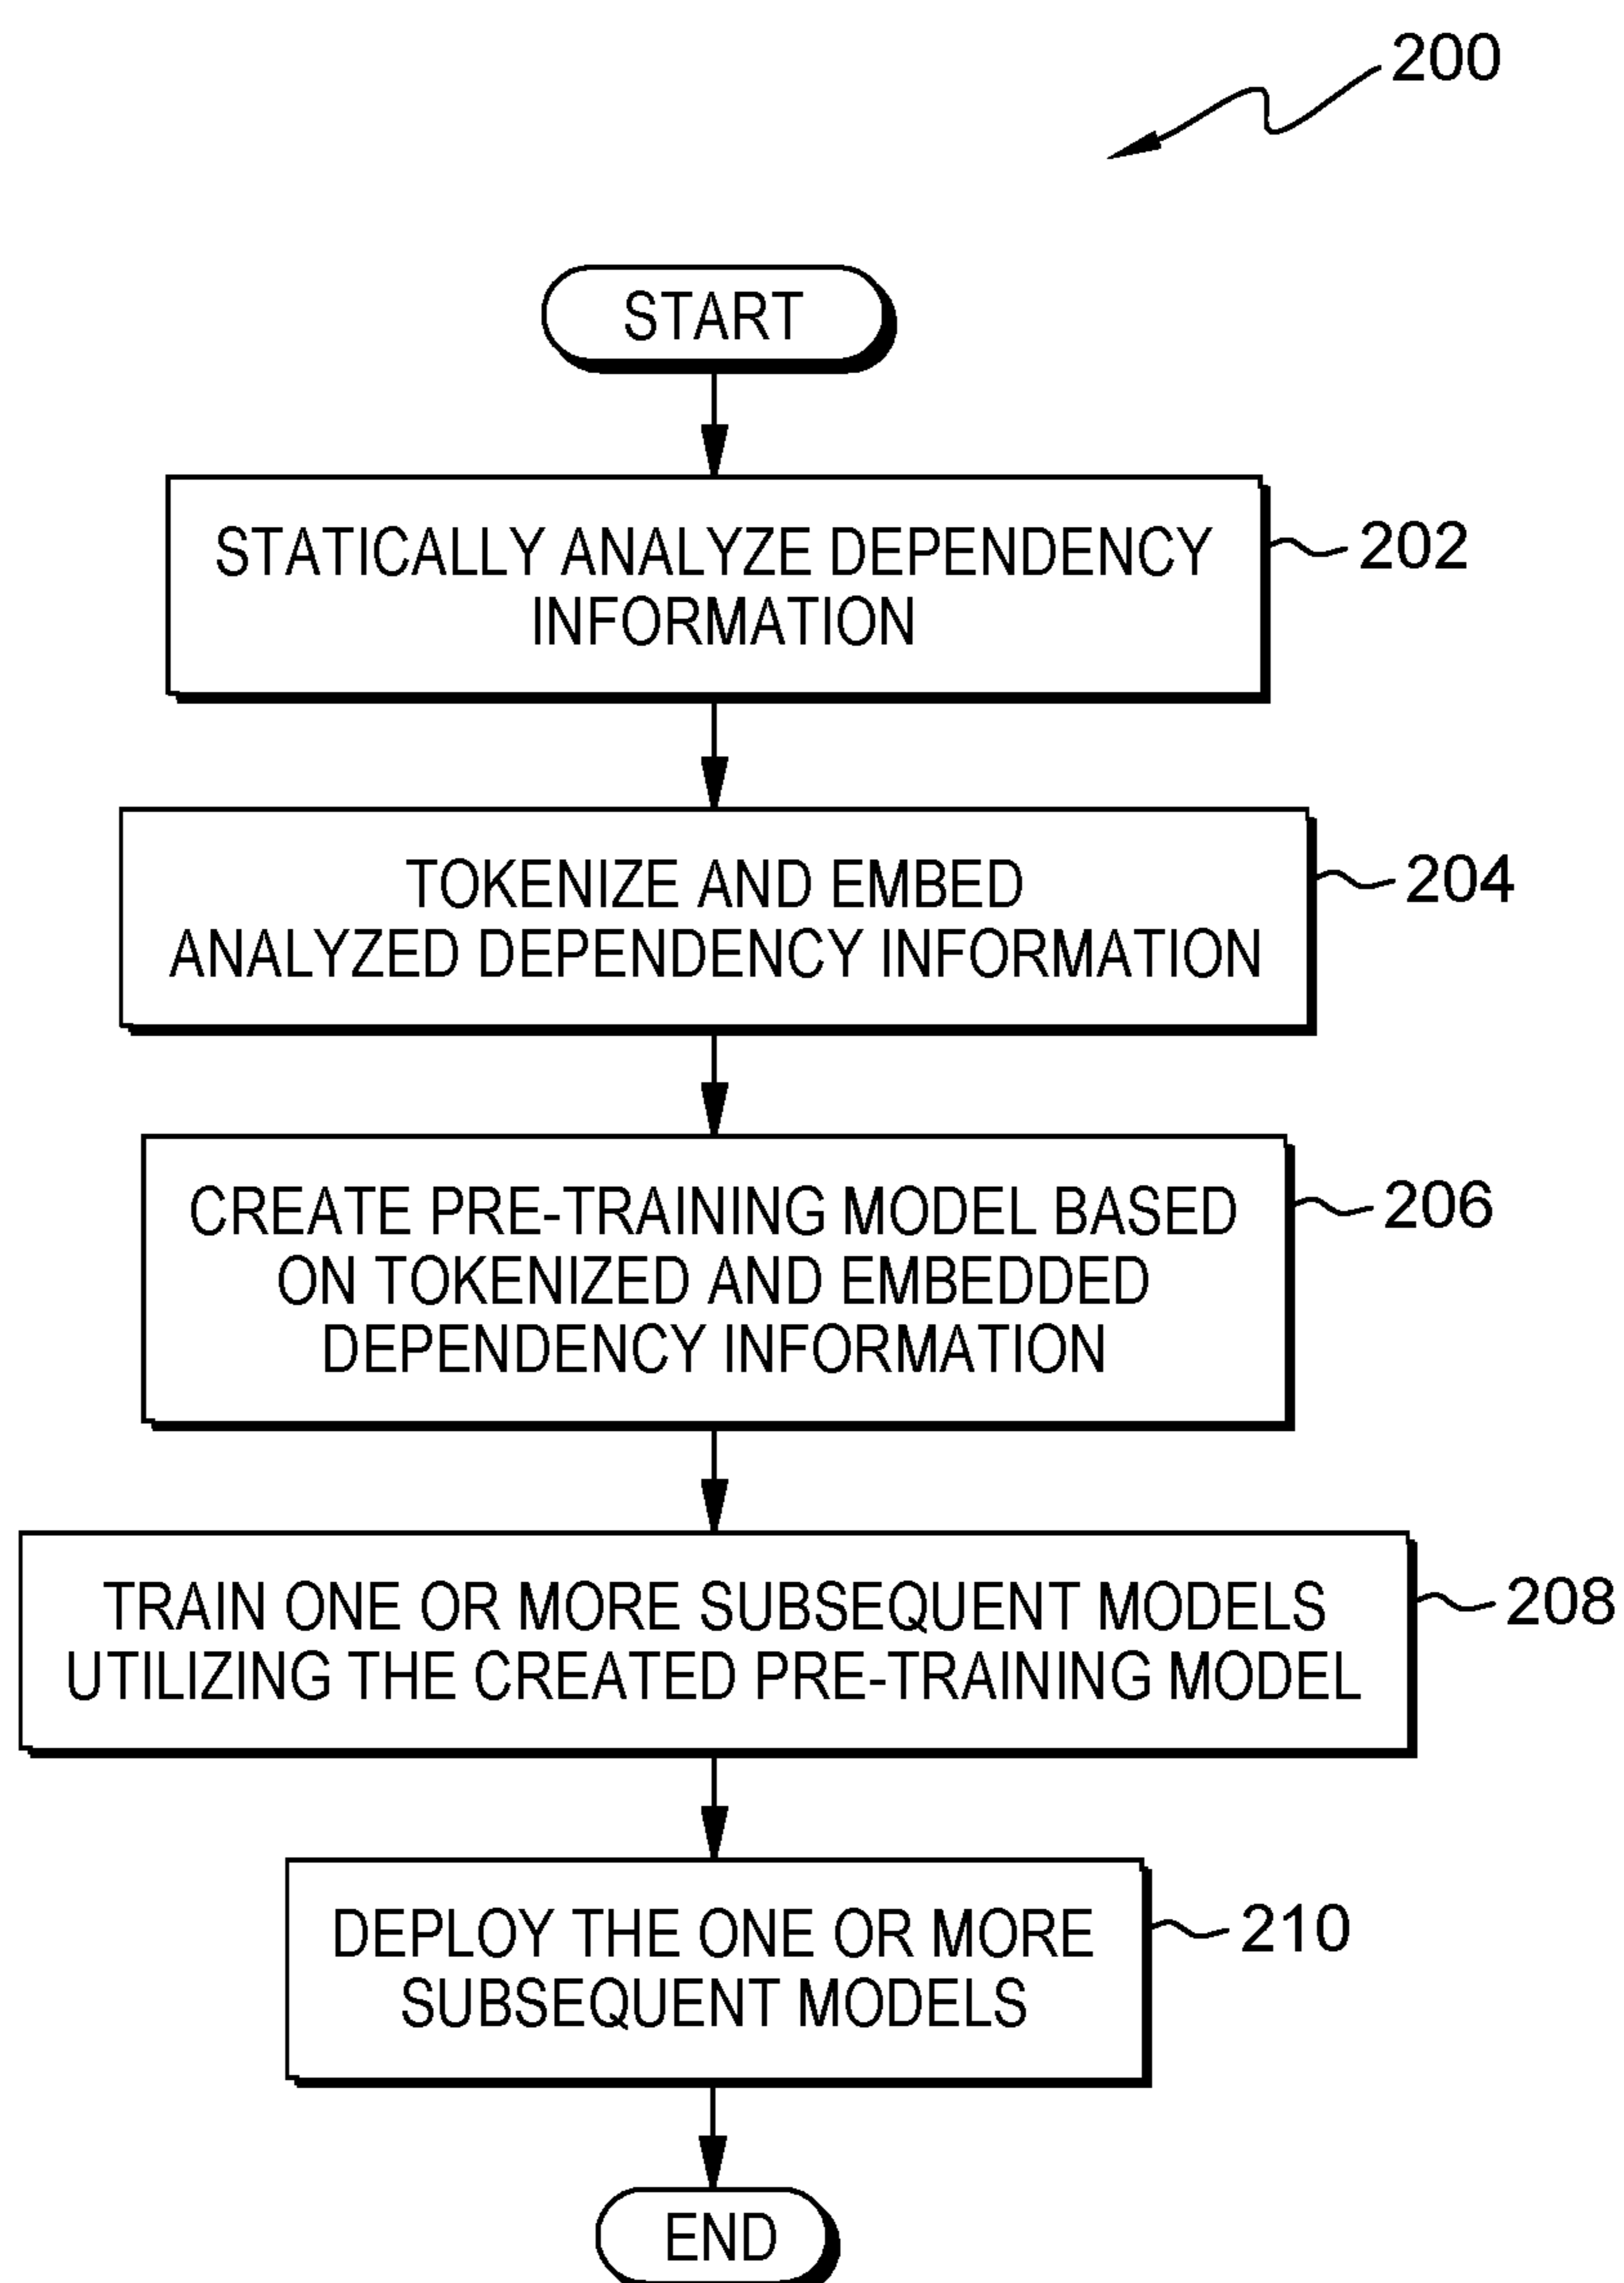 200
START
STATICALLY ANALYZE DEPENDENCY
INFORMATION
202
TOKENIZE AND EMBED
ANALYZED DEPENDENCY INFORMATION
204
CREATE PRE-TRAINING MODEL BASED
ON TOKENIZED AND EMBEDDED
DEPENDENCY INFORMATION
206
TRAIN ONE OR MORE SUBSEQUENT MODELS
UTILIZING THE CREATED PRE-TRAINING MODEL
208
DEPLOY THE ONE OR MORE
SUBSEQUENT MODELS
210
END